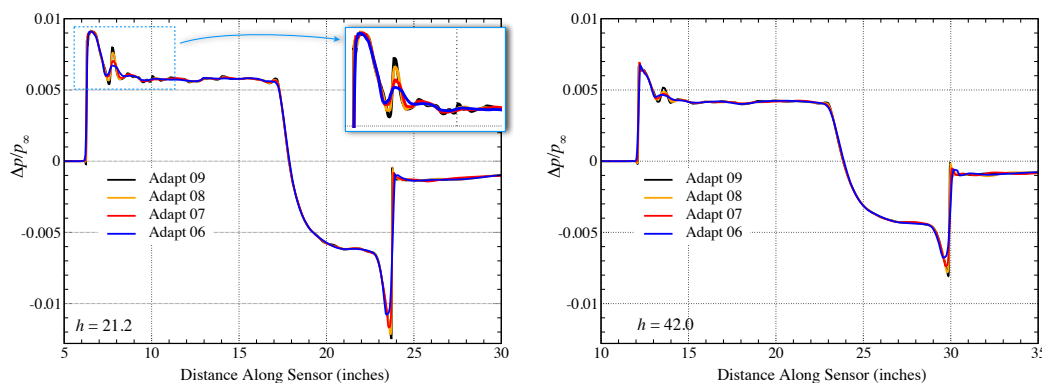 0.01
0.005
0
-0.005
-0.01
Δp/p∞
Adapt 09
Adapt 08
Adapt 07
Adapt 06
h = 21.2
5 10 15 20 25 30
Distance Along Sensor (inches)
0.01
0.005
0
-0.005
-0.01
Δp/p∞
Adapt 09
Adapt 08
Adapt 07
Adapt 06
h = 42.0
10 15 20 25 30 35
Distance Along Sensor (inches)